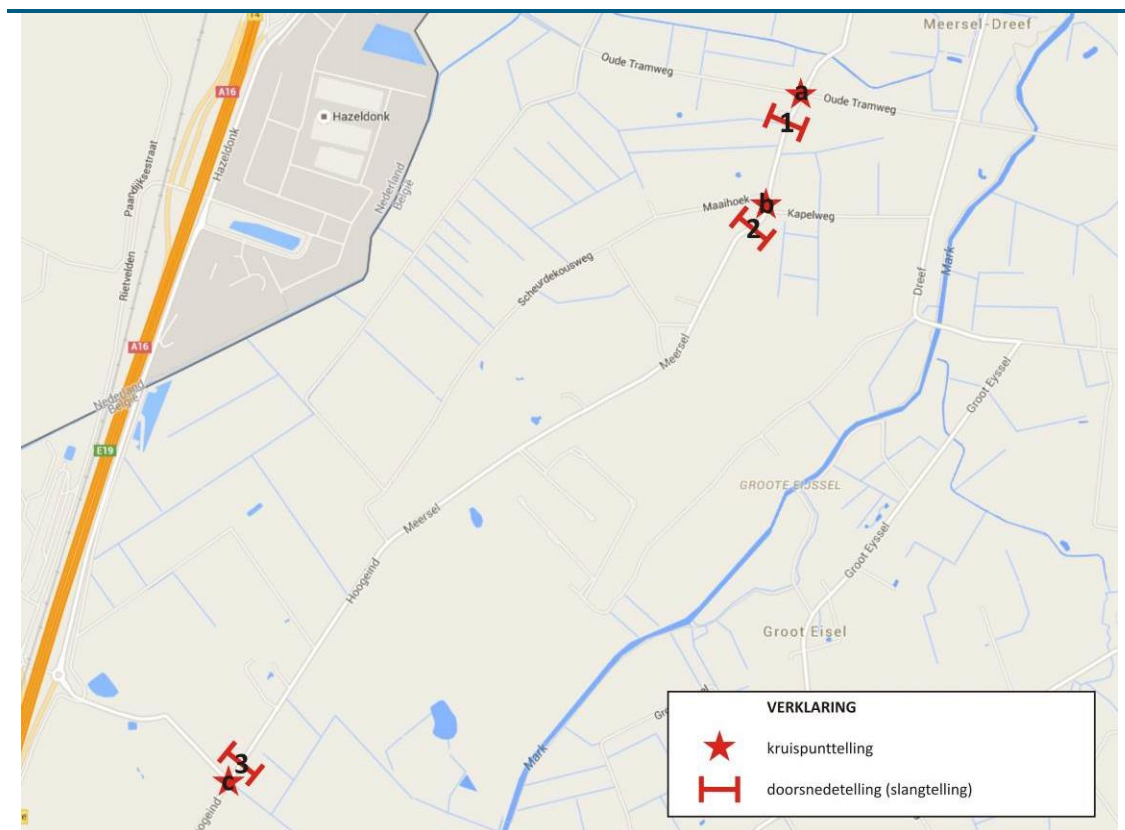 Meersel-Dreef
Oude Tramweg
Oude Tramweg
a
1
A16
Hazeldonk
Hazeldonk
Nederland
België
Rietvelden
Maaihoek
b
Kapelweg
2
Scheurdekousweg
Mark
Dreef
A16
Nederland
België
Meersel
Groot Eyssel
E19
GROOTE EIJSSEL
Meersel
Groot Eyssel
Hoogeind
Groot Eisel
Mark
3
c
VERKLARING
kruispunttelling
doorsnedetelling (slangtelling)